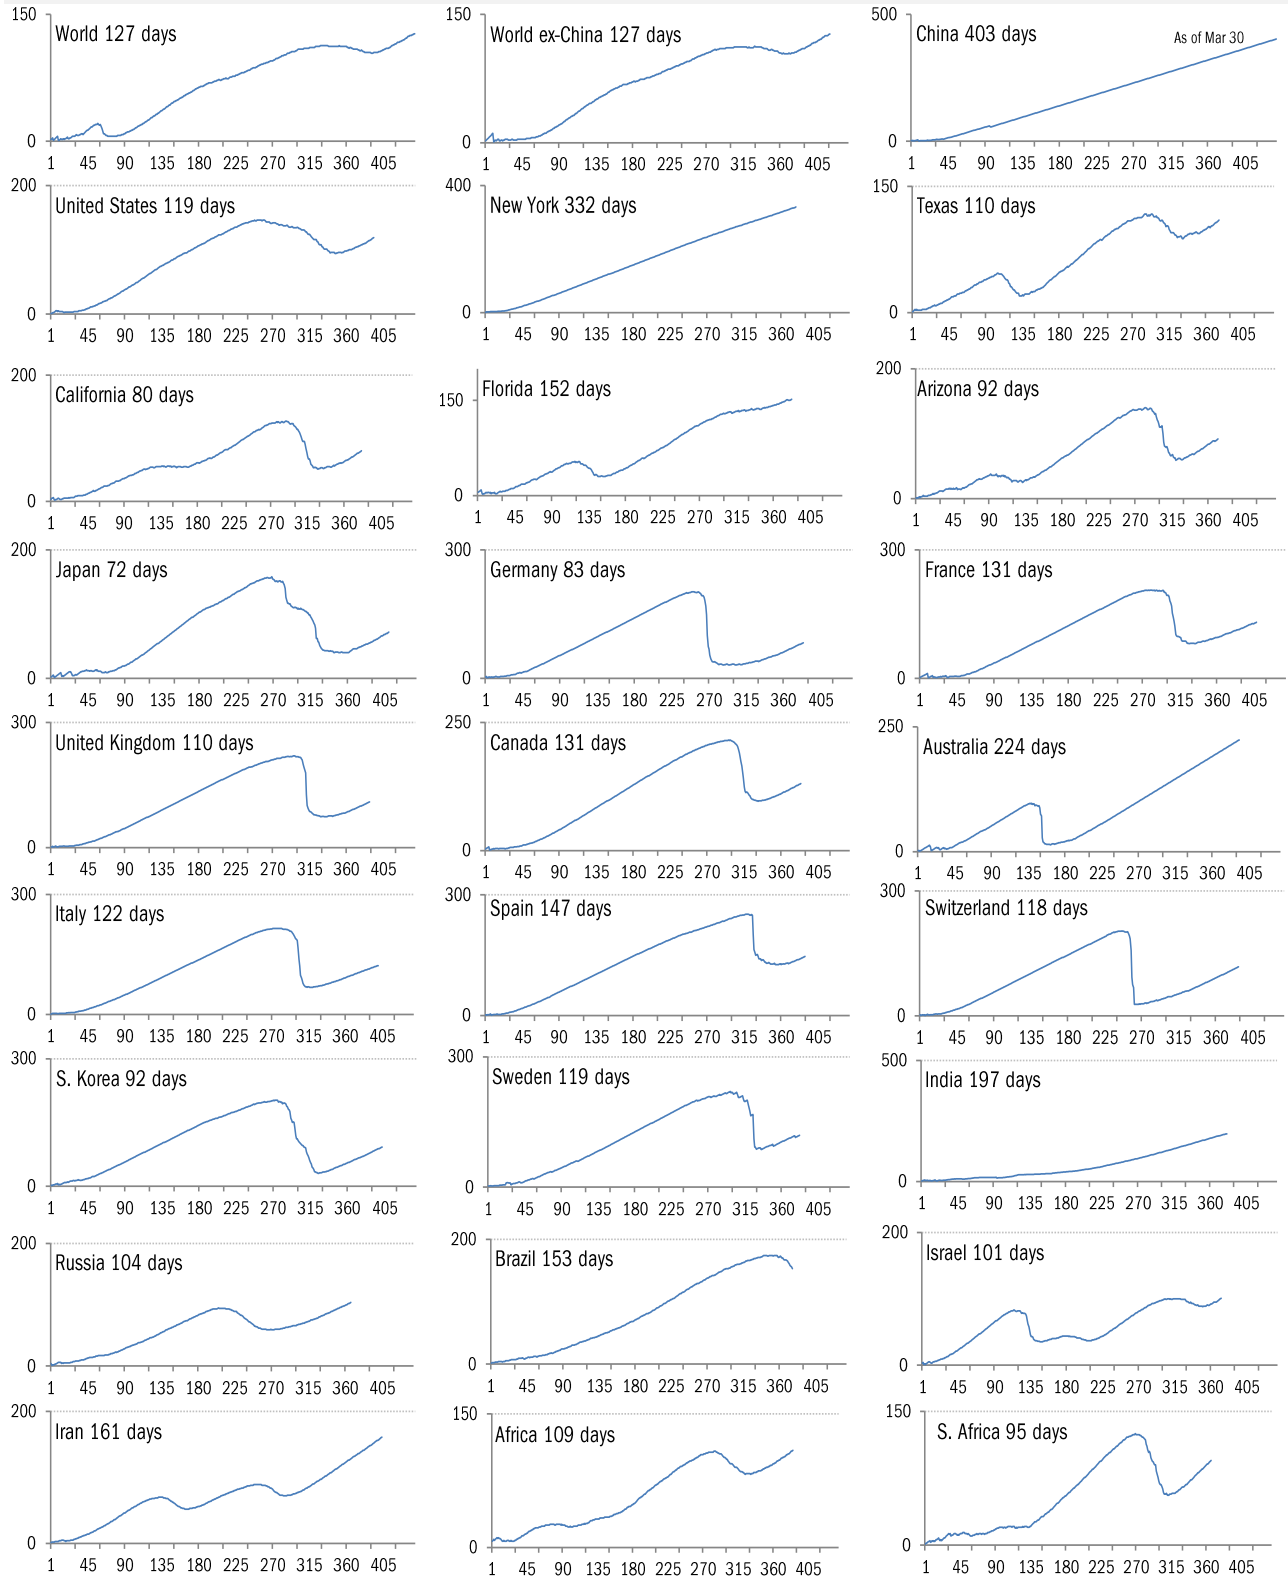 150
World 127 days
0
1 45 90 135 180 225 270 315 360 405
150
World ex-China 127 days
0
1 45 90 135 180 225 270 315 360 405
500
China 403 days
As of Mar 30
0
1 45 90 135 180 225 270 315 360 405
200
United States 119 days
0
1 45 90 135 180 225 270 315 360 405
400
New York 332 days
0
1 45 90 135 180 225 270 315 360 405
150
Texas 110 days
0
1 45 90 135 180 225 270 315 360 405
200
California 80 days
0
1 45 90 135 180 225 270 315 360 405
Florida 152 days
150
0
1 45 90 135 180 225 270 315 360 405
200
Arizona 92 days
0
1 45 90 135 180 225 270 315 360 405
200
Japan 72 days
0
1 45 90 135 180 225 270 315 360 405
300
Germany 83 days
0
1 45 90 135 180 225 270 315 360 405
300
France 131 days
0
1 45 90 135 180 225 270 315 360 405
300
United Kingdom 110 days
0
1 45 90 135 180 225 270 315 360 405
250
Canada 131 days
0
1 45 90 135 180 225 270 315 360 405
250
Australia 224 days
0
1 45 90 135 180 225 270 315 360 405
300
Italy 122 days
0
1 45 90 135 180 225 270 315 360 405
300
Spain 147 days
0
1 45 90 135 180 225 270 315 360 405
300
Switzerland 118 days
0
1 45 90 135 180 225 270 315 360 405
300
S. Korea 92 days
0
1 45 90 135 180 225 270 315 360 405
300
Sweden 119 days
0
1 45 90 135 180 225 270 315 360 405
500
India 197 days
0
1 45 90 135 180 225 270 315 360 405
200
Russia 104 days
0
1 45 90 135 180 225 270 315 360 405
200
Brazil 153 days
0
1 45 90 135 180 225 270 315 360 405
200
Israel 101 days
0
1 45 90 135 180 225 270 315 360 405
200
Iran 161 days
0
1 45 90 135 180 225 270 315 360 405
150
Africa 109 days
0
1 45 90 135 180 225 270 315 360 405
150
S. Africa 95 days
0
1 45 90 135 180 225 270 315 360 405